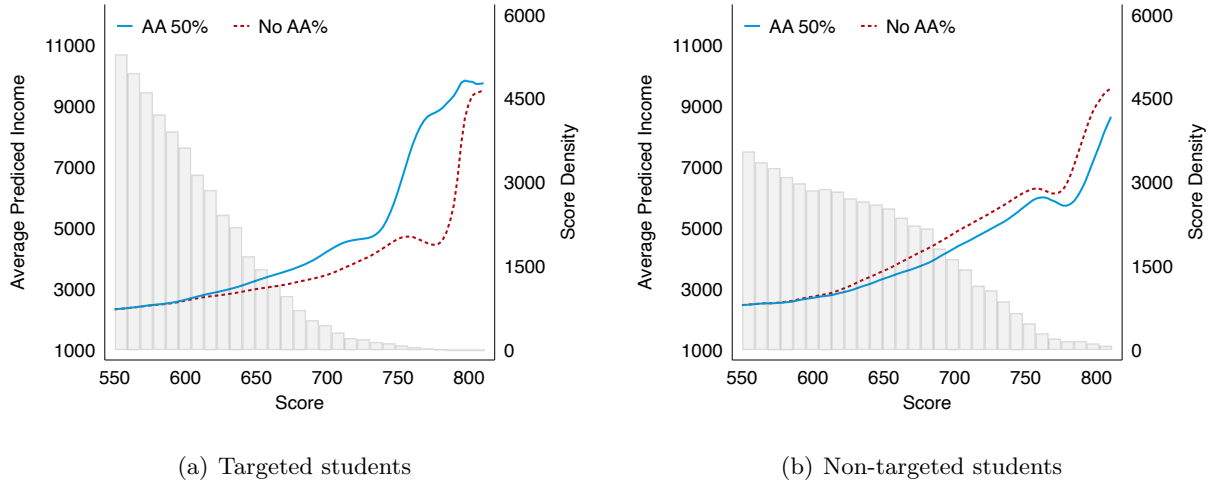 AA 50% No AA%
11000
9000
7000
5000
3000
1000
Average Prediced Income
6000
4500
3000
1500
0
Score Density
550 600 650 700 750 800
Score
(a) Targeted students
AA 50% No AA%
11000
9000
7000
5000
3000
1000
Average Prediced Income
6000
4500
3000
1500
0
Score Density
550 600 650 700 750 800
Score
(b) Non-targeted students